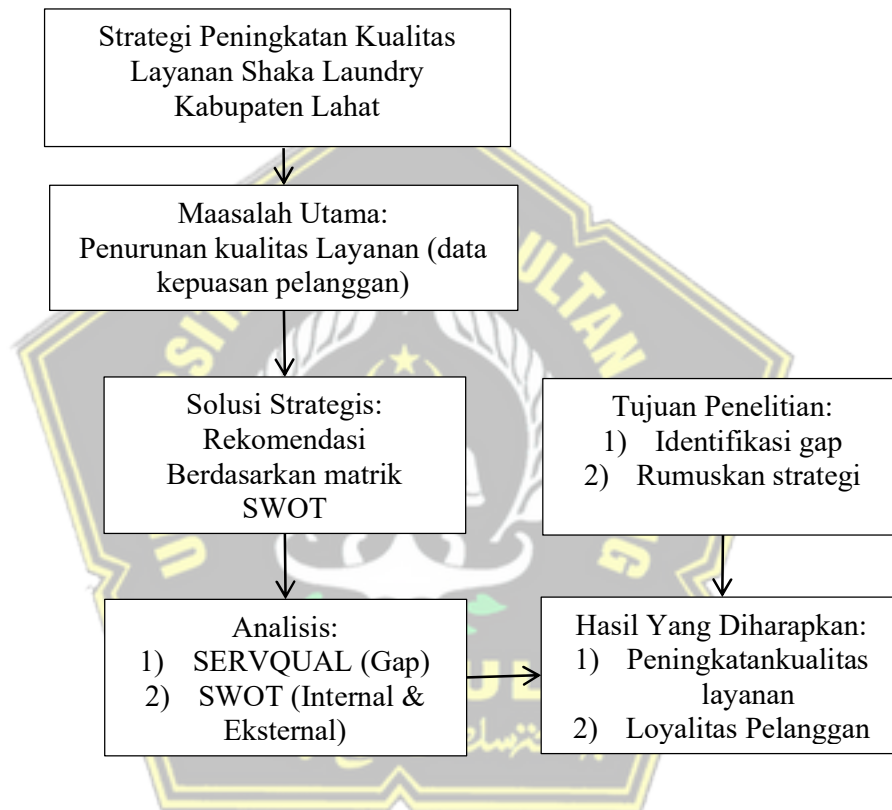 Strategi Peningkatan Kualitas
Layanan Shaka Laundry
Kabupaten Lahat
Maasalah Utama:
Penurunan kualitas Layanan (data
kepuasan pelanggan)
Solusi Strategis:
Rekomendasi
Berdasarkan matrik
SWOT
Tujuan Penelitian:
1) Identifikasi gap
2) Rumuskan strategi
Analisis:
1) SERVQUAL (Gap)
2) SWOT (Internal &
Eksternal)
Hasil Yang Diharapkan:
1) Peningkatankualitas
layanan
2) Loyalitas Pelanggan